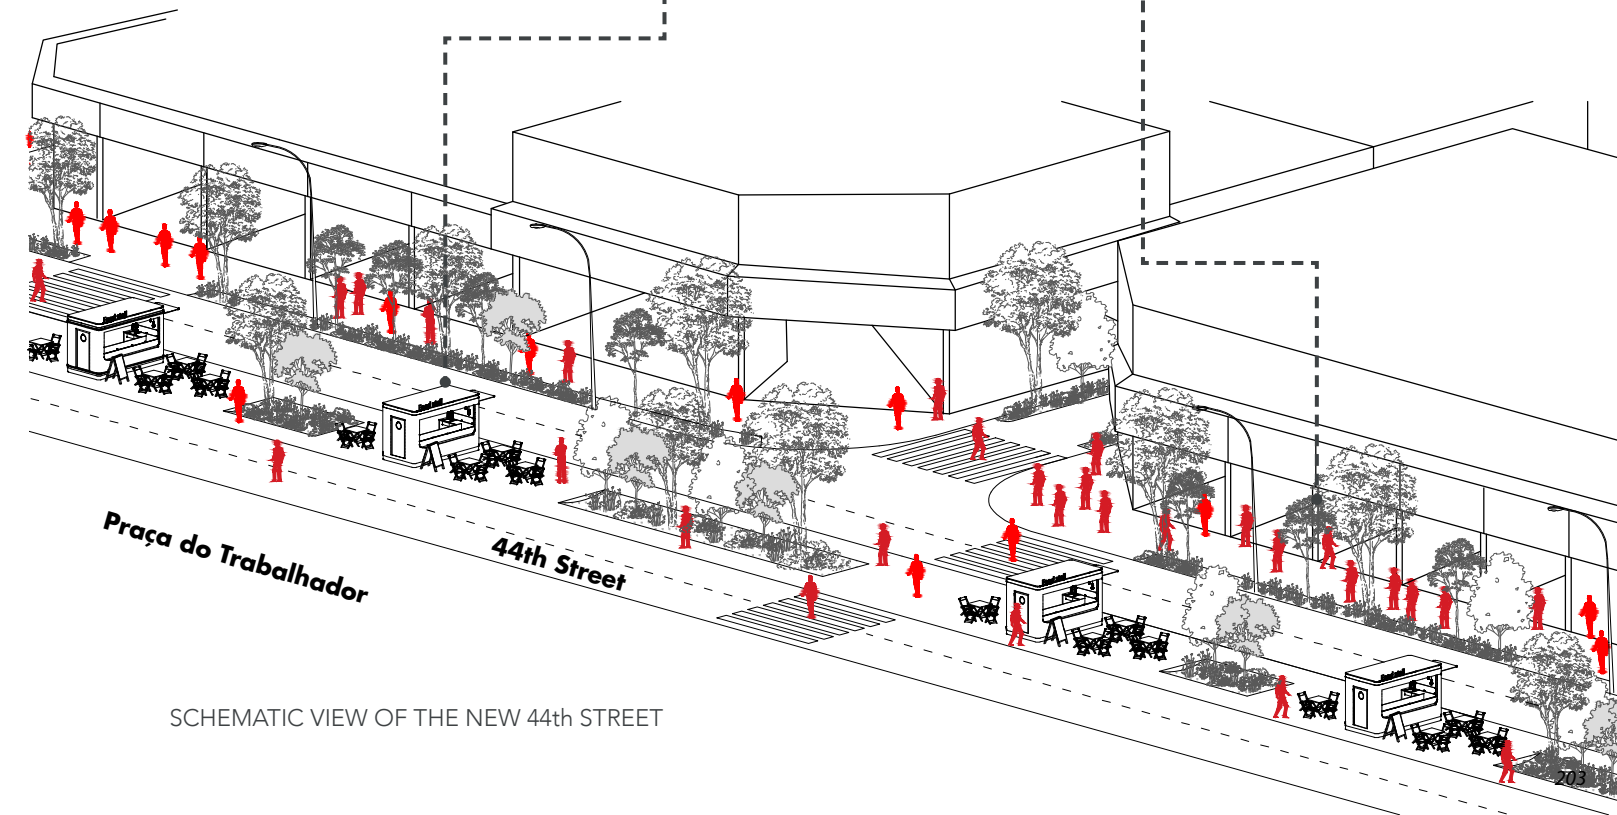 Praça do Trabalhador
44th Street
SCHEMATIC VIEW OF THE NEW 44th STREET
203